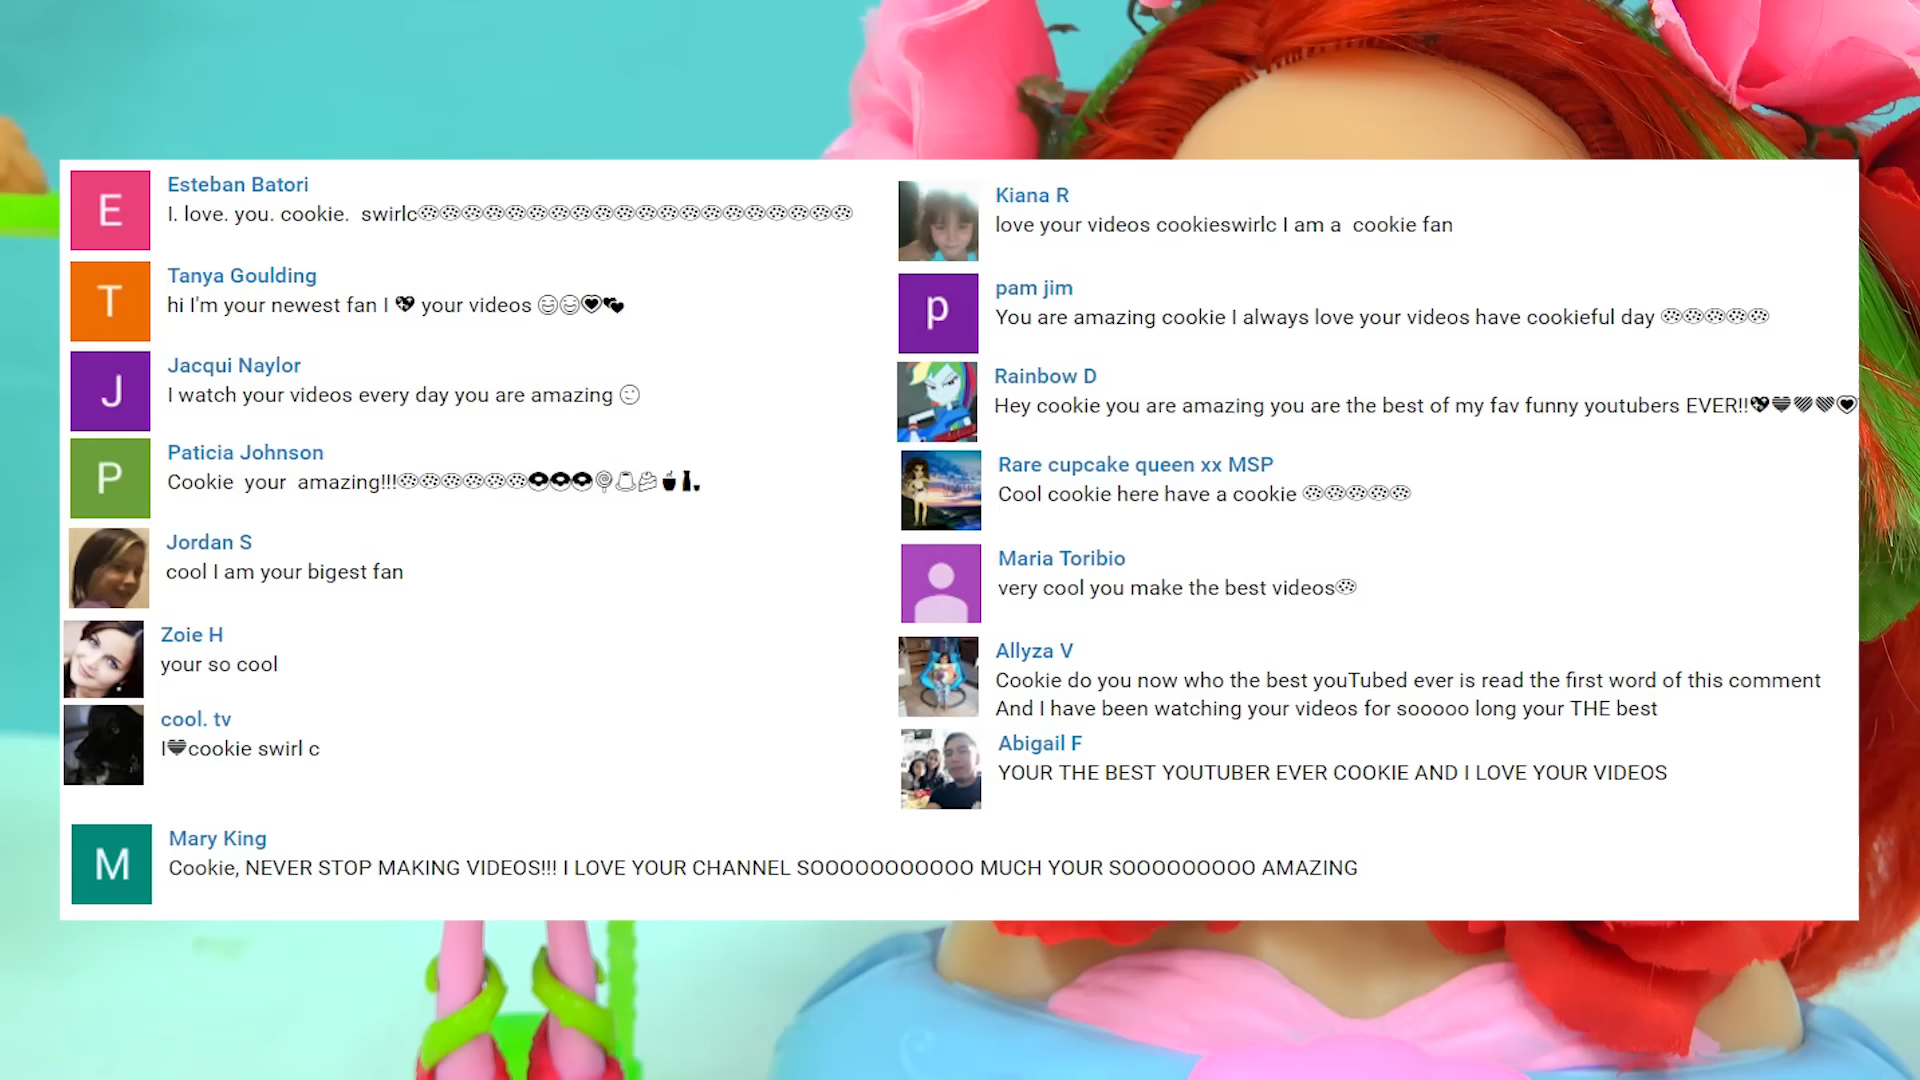 E
Esteban Batori
I. love. you. cookie. swirlc🍪🍪🍪🍪🍪🍪🍪🍪🍪🍪🍪🍪🍪🍪🍪🍪🍪🍪🍪🍪
T
Tanya Goulding
hi I'm your newest fan I 💖 your videos 😄😄💟💕
J
Jacqui Naylor
I watch your videos every day you are amazing 😉
P
Paticia Johnson
Cookie your amazing!!!🍪🍪🍪🍪🍪🍪🍩🍩🍩🍭🍮🍰🍵🍾
Jordan S
cool I am your bigest fan
Zoie H
your so cool
cool. tv
I❤cookie swirl c
Kiana R
love your videos cookieswirlc I am a cookie fan
p
pam jim
You are amazing cookie I always love your videos have cookieful day 🍪🍪🍪🍪🍪
Rainbow D
Hey cookie you are amazing you are the best of my fav funny youtubers EVER!!💖❤💛💙💟
Rare cupcake queen xx MSP
Cool cookie here have a cookie 🍪🍪🍪🍪🍪
Maria Toribio
very cool you make the best videos🍪
Allyza V
Cookie do you now who the best youTubed ever is read the first word of this comment
And I have been watching your videos for sooooo long your THE best
Abigail F
YOUR THE BEST YOUTUBER EVER COOKIE AND I LOVE YOUR VIDEOS
M
Mary King
Cookie, NEVER STOP MAKING VIDEOS!!! I LOVE YOUR CHANNEL SOOOOOOOOOOO MUCH YOUR SOOOOOOOOO AMAZING